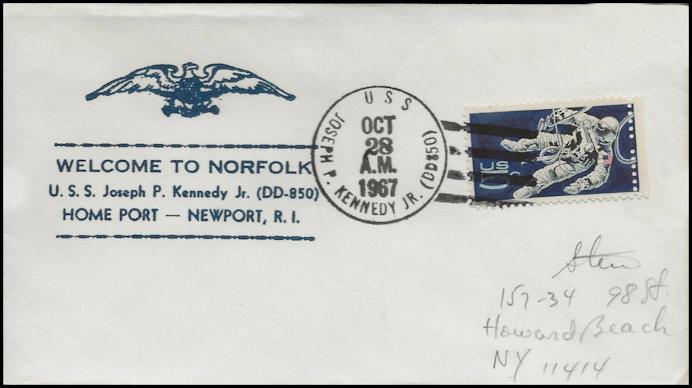 WELCOME TO NORFOLK
U. S. S. Joseph P. Kennedy Jr. (DD-850)
HOME PORT — NEWPORT, R. I.
USS
JOSEPH P. KENNEDY JR. (DD850)
OCT
28
A.M.
1967
US
157-34 98 St.
Howard Beach
NY 11414